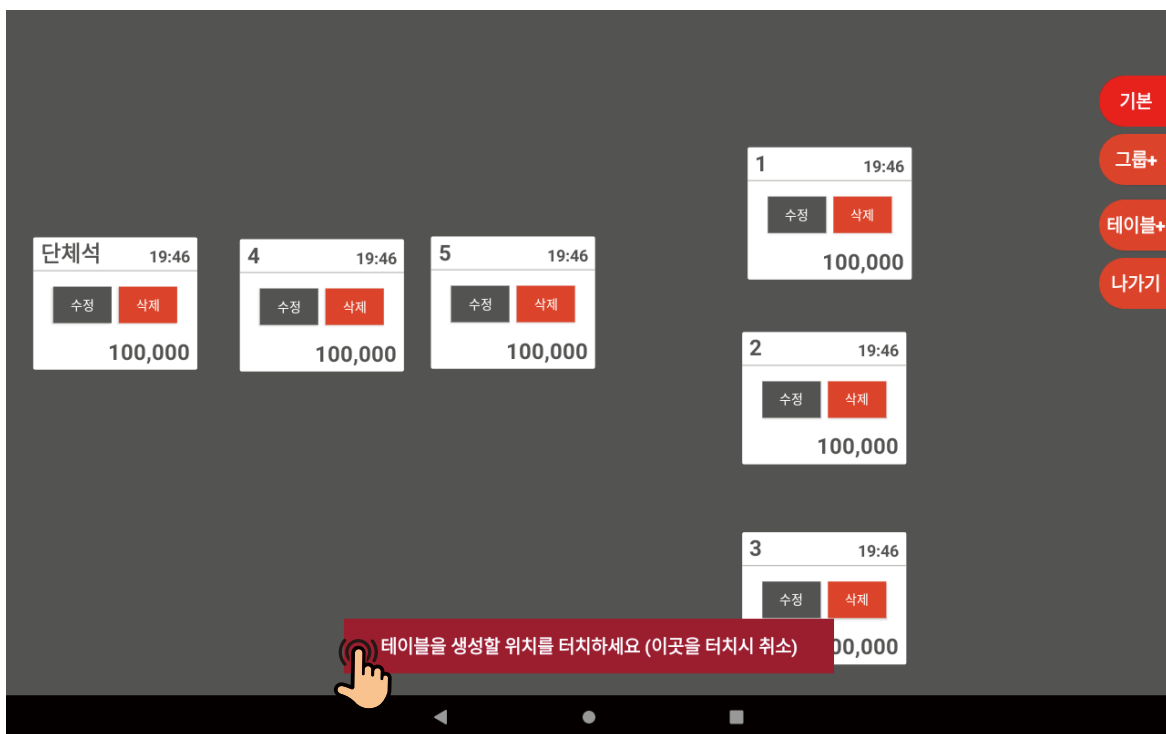 기본
그룹+
테이블+
나가기
1 19:46
수정 삭제
100,000
단체석 19:46
수정 삭제
100,000
4 19:46
수정 삭제
100,000
5 19:46
수정 삭제
100,000
2 19:46
수정 삭제
100,000
3 19:46
수정 삭제
00,000
테이블을 생성할 위치를 터치하세요 (이곳을 터치시 취소)